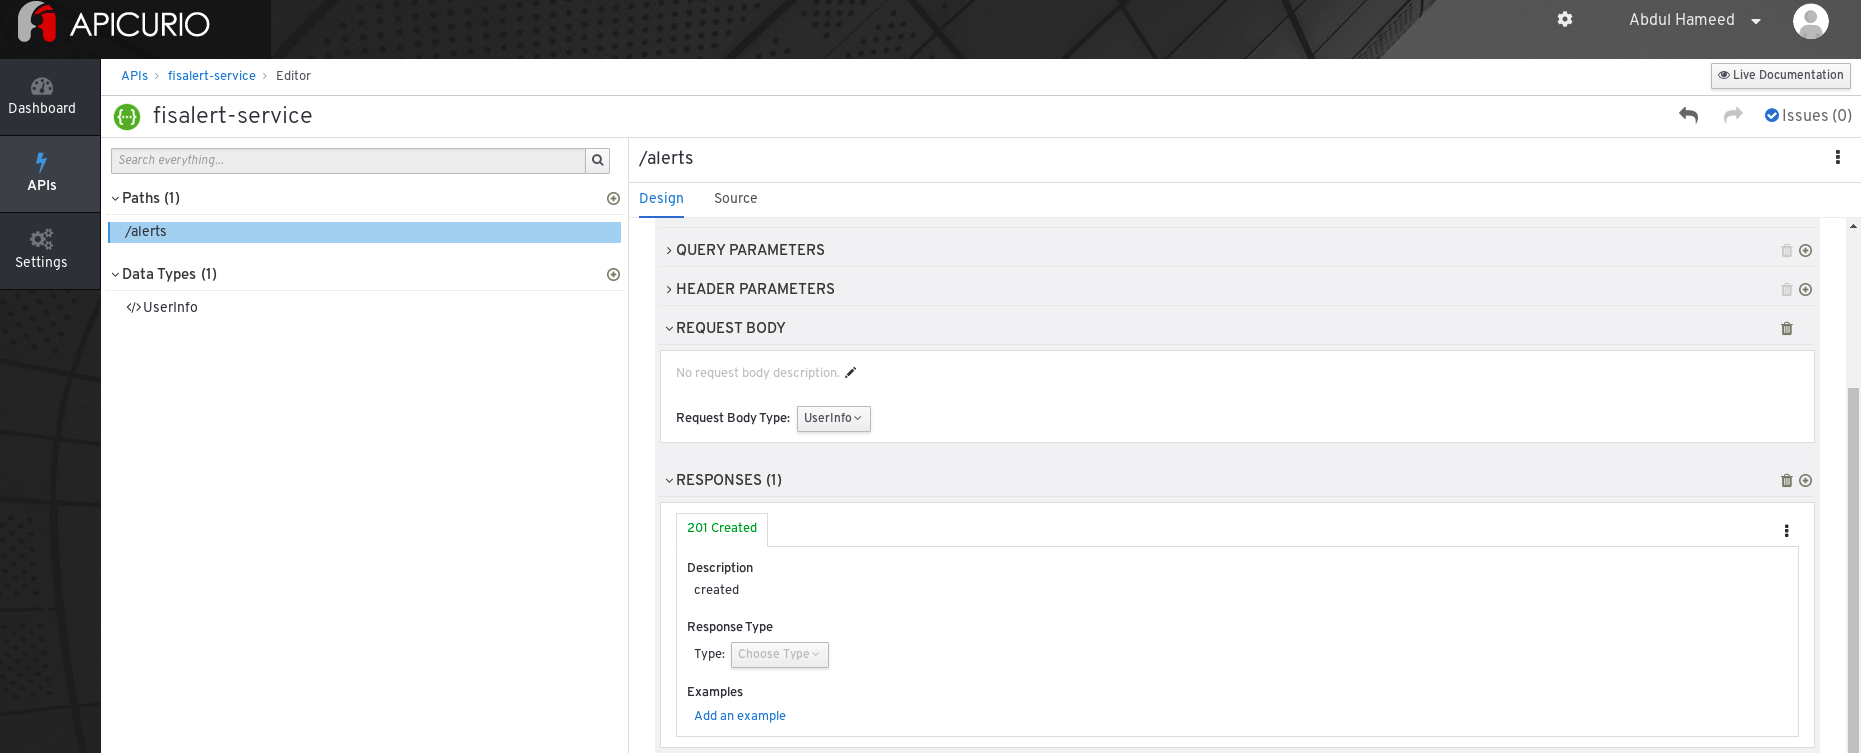 APICURIO
Abdul Hameed
Dashboard
APIs
Settings
APIs > fisalert-service > Editor
Live Documentation
fisalert-service
Issues (0)
Search everything...
Paths (1)
/alerts
Data Types (1)
</> UserInfo
/alerts
Design Source
QUERY PARAMETERS
HEADER PARAMETERS
REQUEST BODY
No request body description.
Request Body Type: UserInfo
RESPONSES (1)
201 Created
Description
created
Response Type
Type: Choose Type
Examples
Add an example